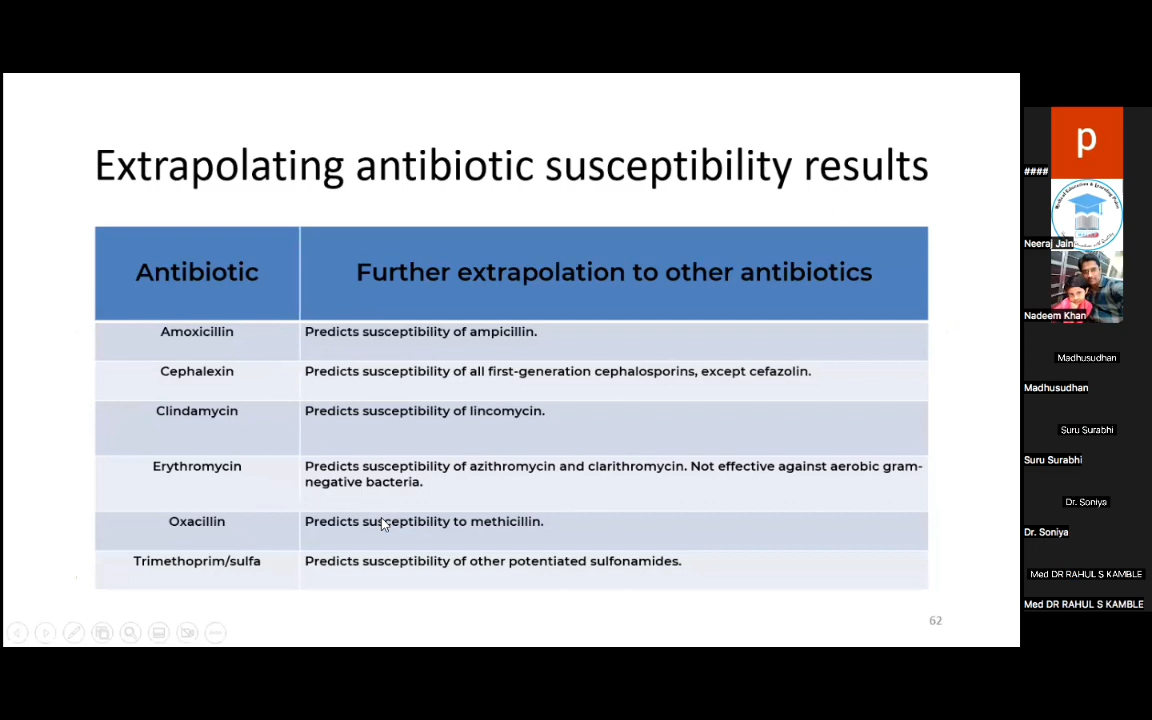 Extrapolating antibiotic susceptibility results
Antibiotic
Further extrapolation to other antibiotics
Amoxicillin
Predicts susceptibility of ampicillin.
Cephalexin
Predicts susceptibility of all first-generation cephalosporins, except cefazolin.
Clindamycin
Predicts susceptibility of lincomycin.
Erythromycin
Predicts susceptibility of azithromycin and clarithromycin. Not effective against aerobic gram-
negative bacteria.
Oxacillin
Predicts susceptibility to methicillin.
Trimethoprim/sulfa
Predicts susceptibility of other potentiated sulfonamides.
62
p
####
Neeraj Jain
Nadeem Khan
Madhusudhan
Madhusudhan
Suru Surabhi
Suru Surabhi
Dr. Soniya
Dr. Soniya
Med DR RAHUL S KAMBLE
Med DR RAHUL S KAMBLE